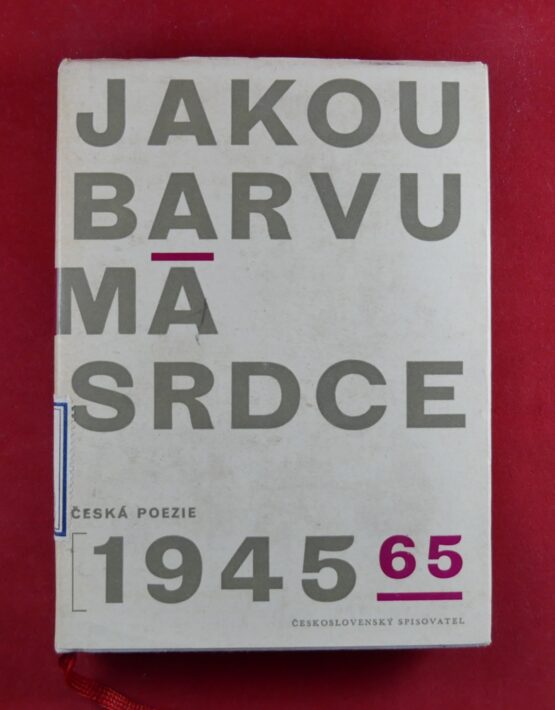 JAKOU
BARVU
MÁ
SRDCE
ČESKÁ POEZIE
[1945 65
ČESKOSLOVENSKÝ SPISOVATEL